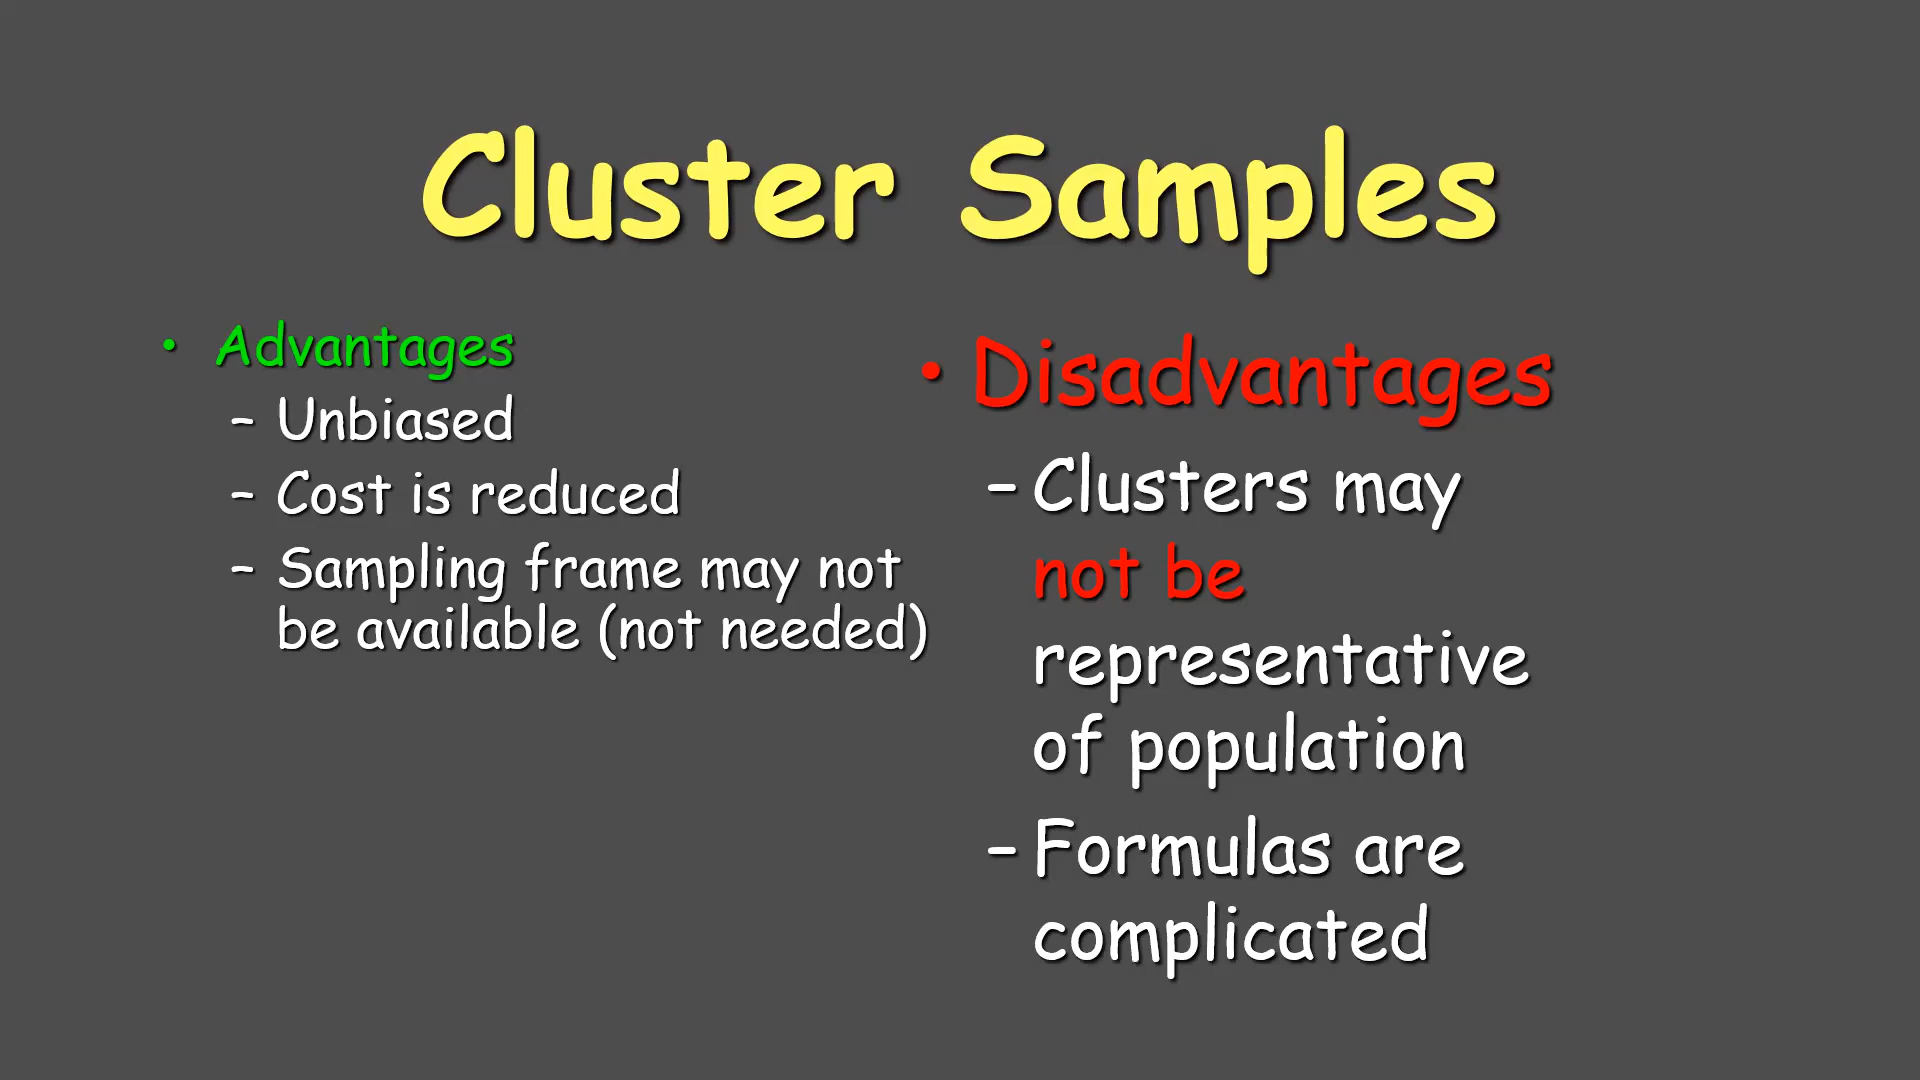 Cluster Samples
• Advantages
– Unbiased
– Cost is reduced
– Sampling frame may not
be available (not needed)
• Disadvantages
– Clusters may
not be
representative
of population
– Formulas are
complicated